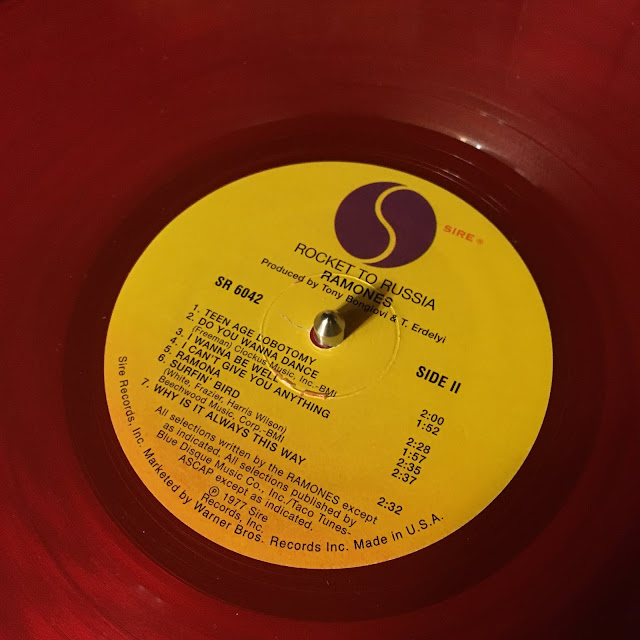 SIRE ®
ROCKET TO RUSSIA
RAMONES
Produced by Tony Bongiovi & T. Erdelyi
SR 6042
SIDE II
1. TEEN AGE LOBOTOMY 2:00
2. DO YOU WANNA DANCE 1:52
(Freeman) Clockus Music, Inc.-BMI
3. I WANNA BE WELL 2:28
4. I CAN'T GIVE YOU ANYTHING 1:57
5. RAMONA 2:35
6. SURFIN' BIRD 2:37
(White, Frazier, Harris Wilson)
Beechwood Music, Corp.-BMI
7. WHY IS IT ALWAYS THIS WAY 2:32
All selections written by the RAMONES except
as indicated. All selections published by
Blue Disque Music Co., Inc./Taco Tunes-
ASCAP except as indicated.
℗ 1977 Sire
Records, Inc.
Sire Records, Inc. Marketed by Warner Bros. Records Inc. Made in U.S.A.